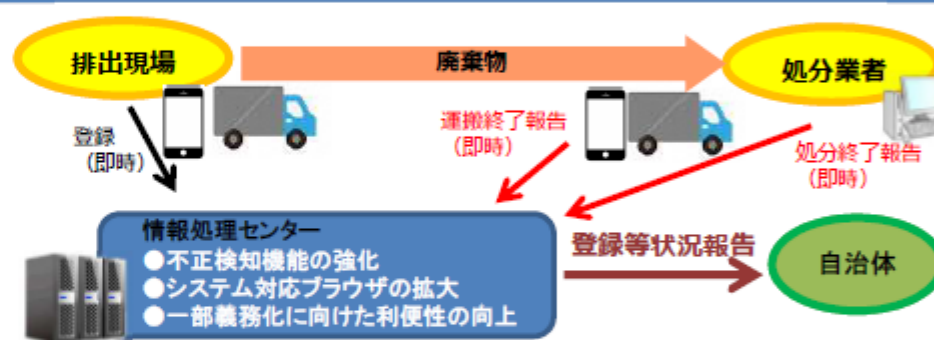 排出現場
廃棄物
処分業者
登録
(即時)
運搬終了報告
(即時)
処分終了報告
(即時)
情報処理センター
●不正検知機能の強化
●システム対応ブラウザの拡大
●一部義務化に向けた利便性の向上
登録等状況報告
自治体